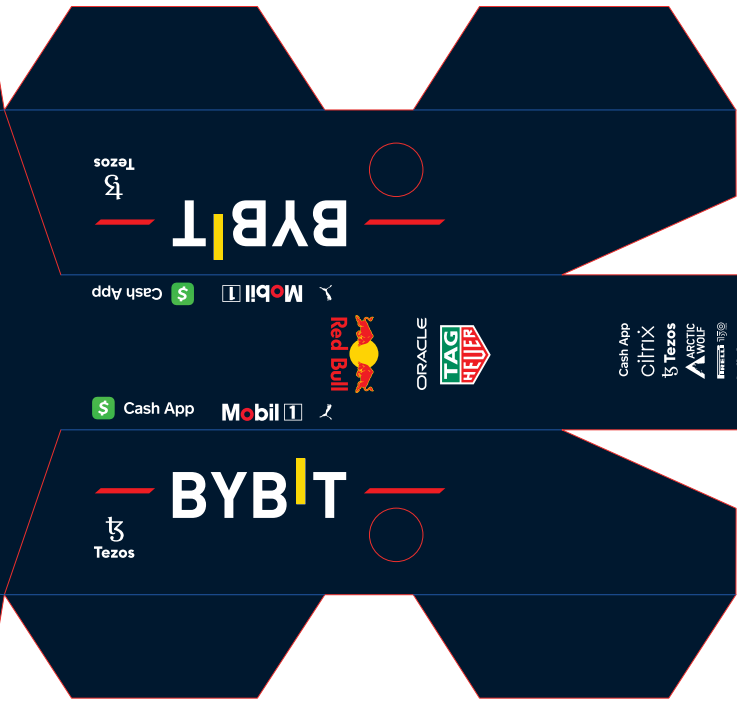 Tezos
BYBIT
Cash App
Mobil 1
Red Bull
ORACLE
TAG
HEUER
Cash App
citrix
Tezos
ARCTIC
WOLF
PIRELLI
Cash App
Mobil 1
BYBIT
Tezos